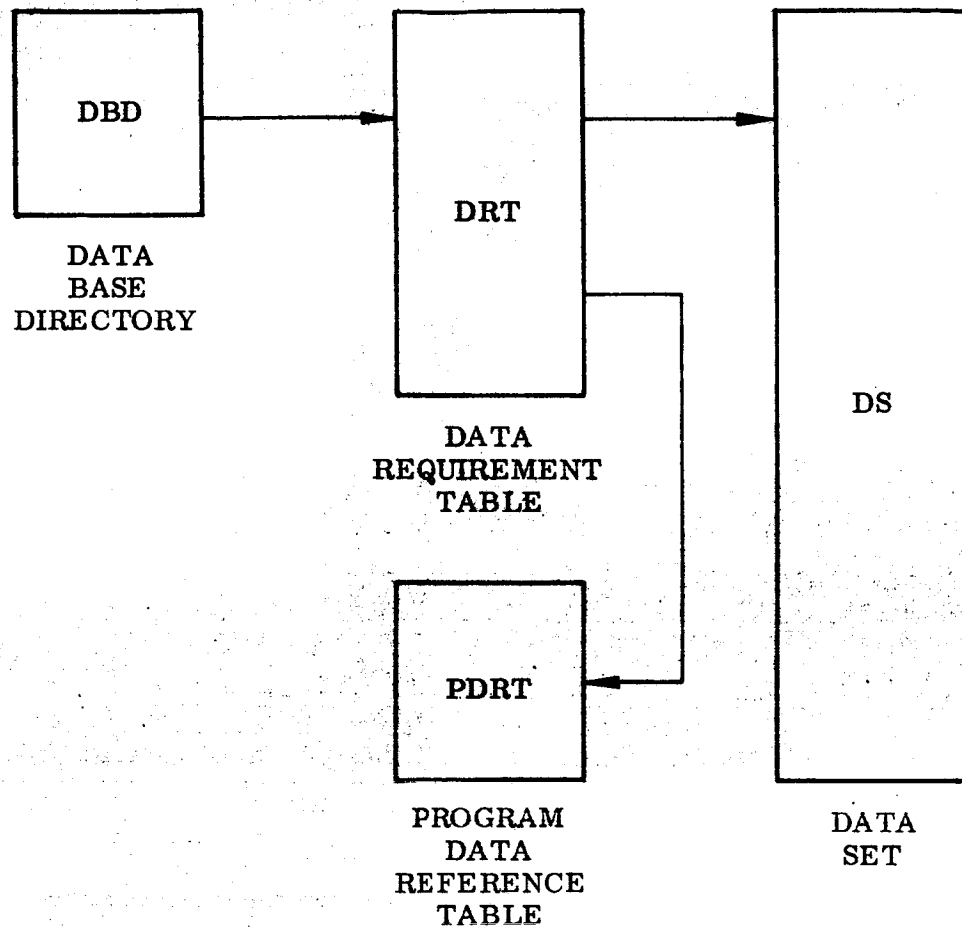 DBD
DATA
BASE
DIRECTORY
DRT
DATA
REQUIREMENT
TABLE
PDRT
PROGRAM
DATA
REFERENCE
TABLE
DS
DATA
SET